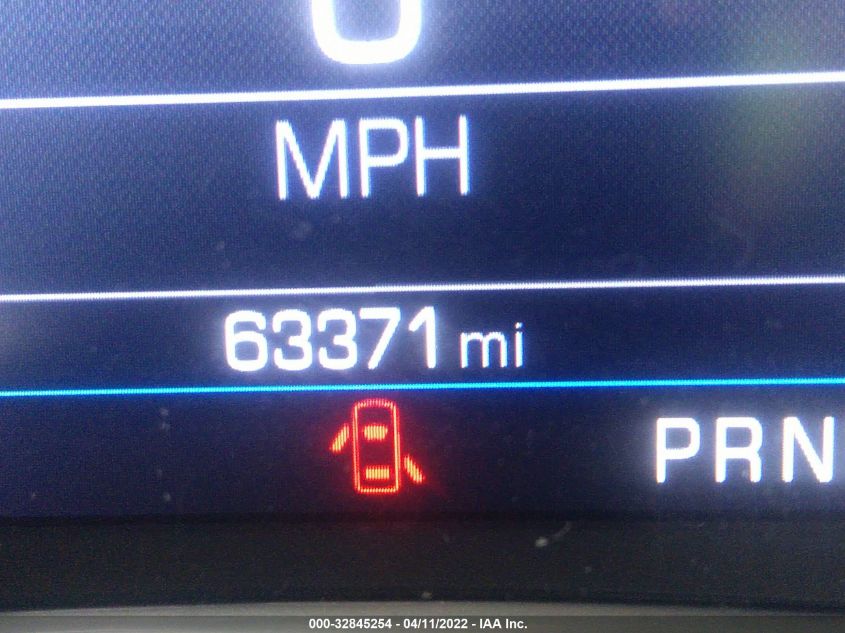 MPH
63371 mi
PRN
000-32845254 - 04/11/2022 - IAA Inc.